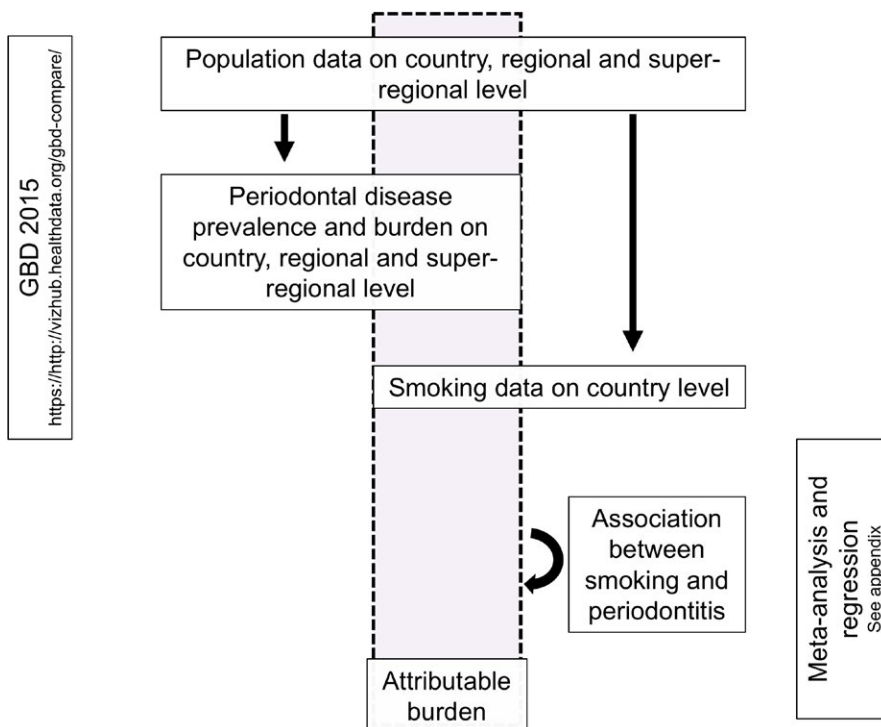 GBD 2015
https://http://vizhub.healthdata.org/gbd-compare/
Population data on country, regional and super-
regional level
Periodontal disease
prevalence and burden on
country, regional and super-
regional level
Smoking data on country level
Association
between
smoking and
periodontitis
Meta-analysis and
regression
See appendix
Attributable
burden